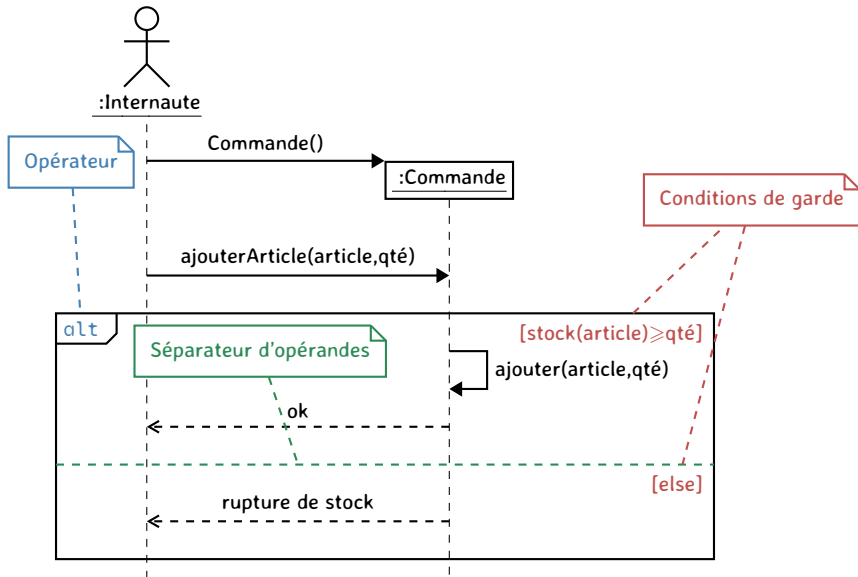 :Internaute
Opérateur
Commande()
:Commande
Conditions de garde
ajouterArticle(article,qté)
alt
[stock(article)⩾qté]
Séparateur d'opérandes
ajouter(article,qté)
ok
[else]
rupture de stock